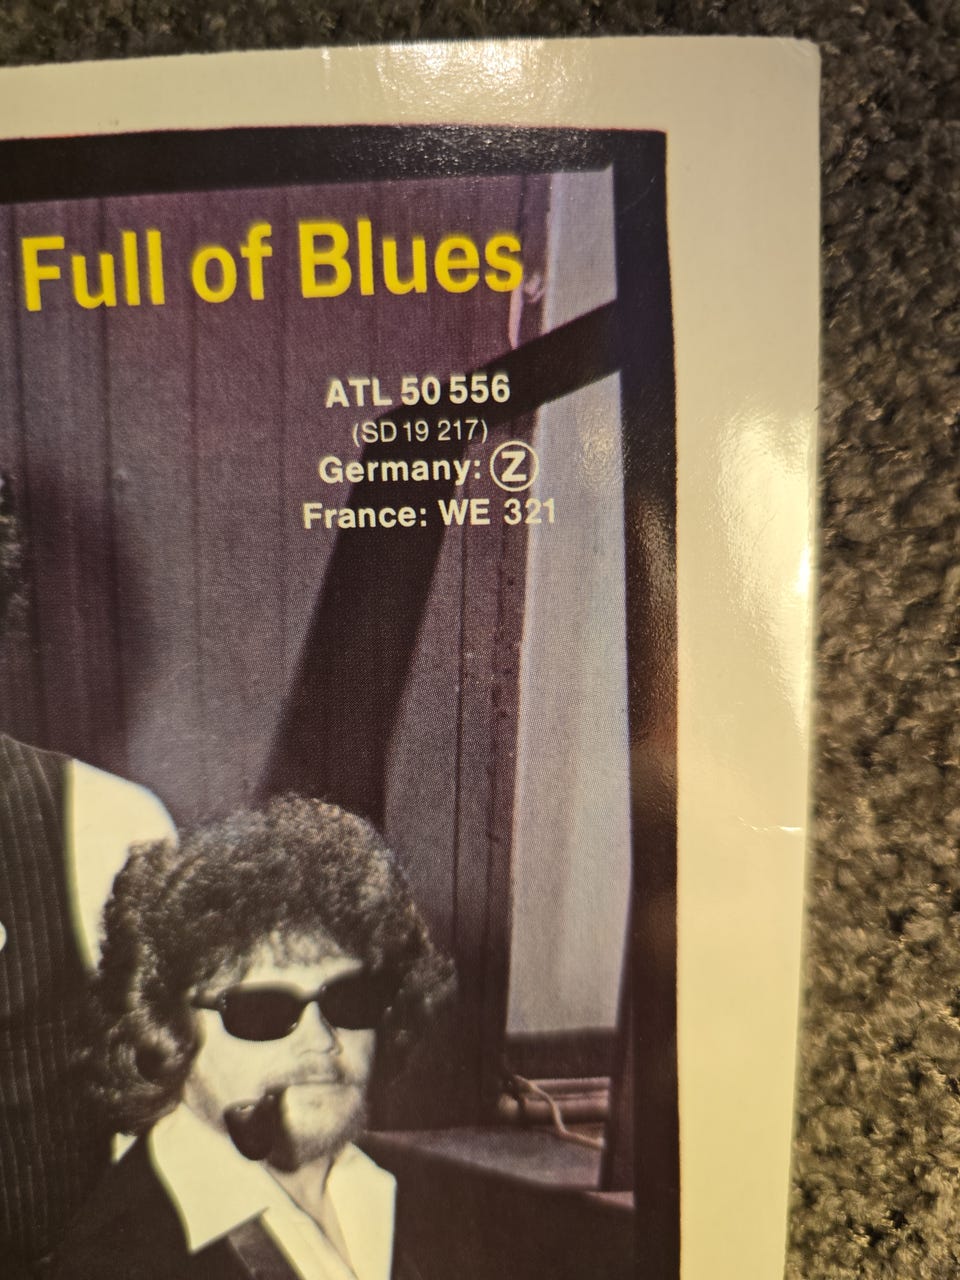 Full of Blues
ATL 50 556
(SD 19 217)
Germany: Ⓩ
France: WE 321